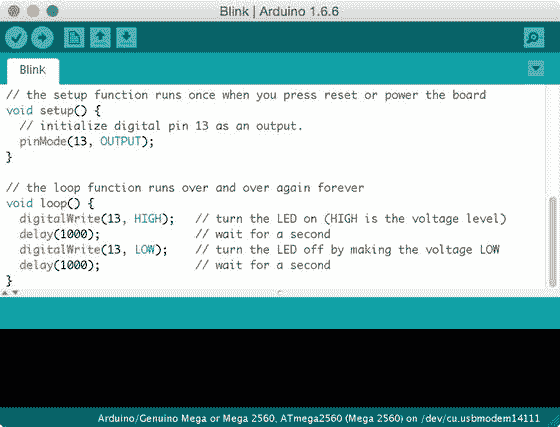 Blink | Arduino 1.6.6
Blink
// the setup function runs once when you press reset or power the board
void setup() {
  // initialize digital pin 13 as an output.
  pinMode(13, OUTPUT);
}

// the loop function runs over and over again forever
void loop() {
  digitalWrite(13, HIGH);   // turn the LED on (HIGH is the voltage level)
  delay(1000);              // wait for a second
  digitalWrite(13, LOW);    // turn the LED off by making the voltage LOW
  delay(1000);              // wait for a second
}
Arduino/Genuino Mega or Mega 2560, ATmega2560 (Mega 2560) on /dev/cu.usbmodem14111